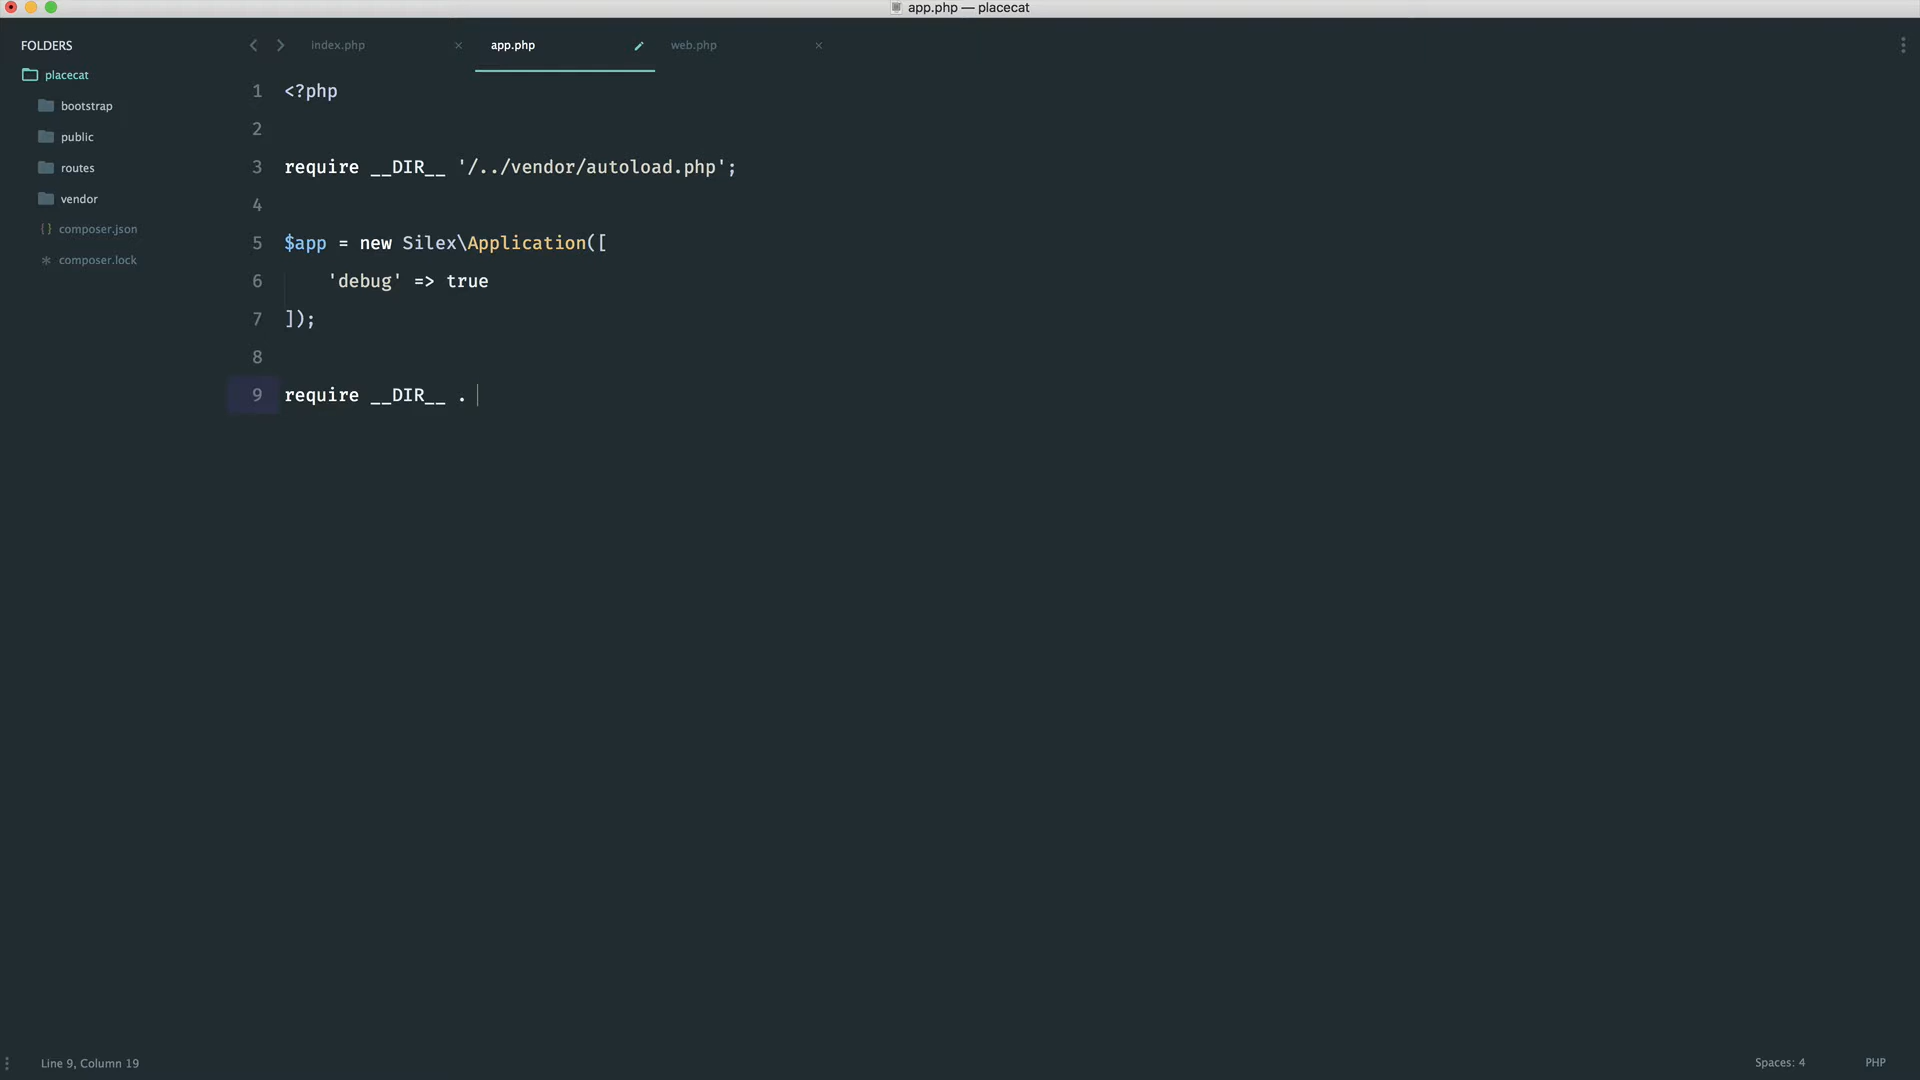 app.php — placecat
FOLDERS
placecat
bootstrap
public
routes
vendor
{} composer.json
* composer.lock
index.php × app.php web.php ×
1 <?php
2
3 require __DIR__ '/../vendor/autoload.php';
4
5 $app = new Silex\Application([
6 'debug' => true
7 ]);
8
9 require __DIR__ .
Line 9, Column 19
Spaces: 4 PHP